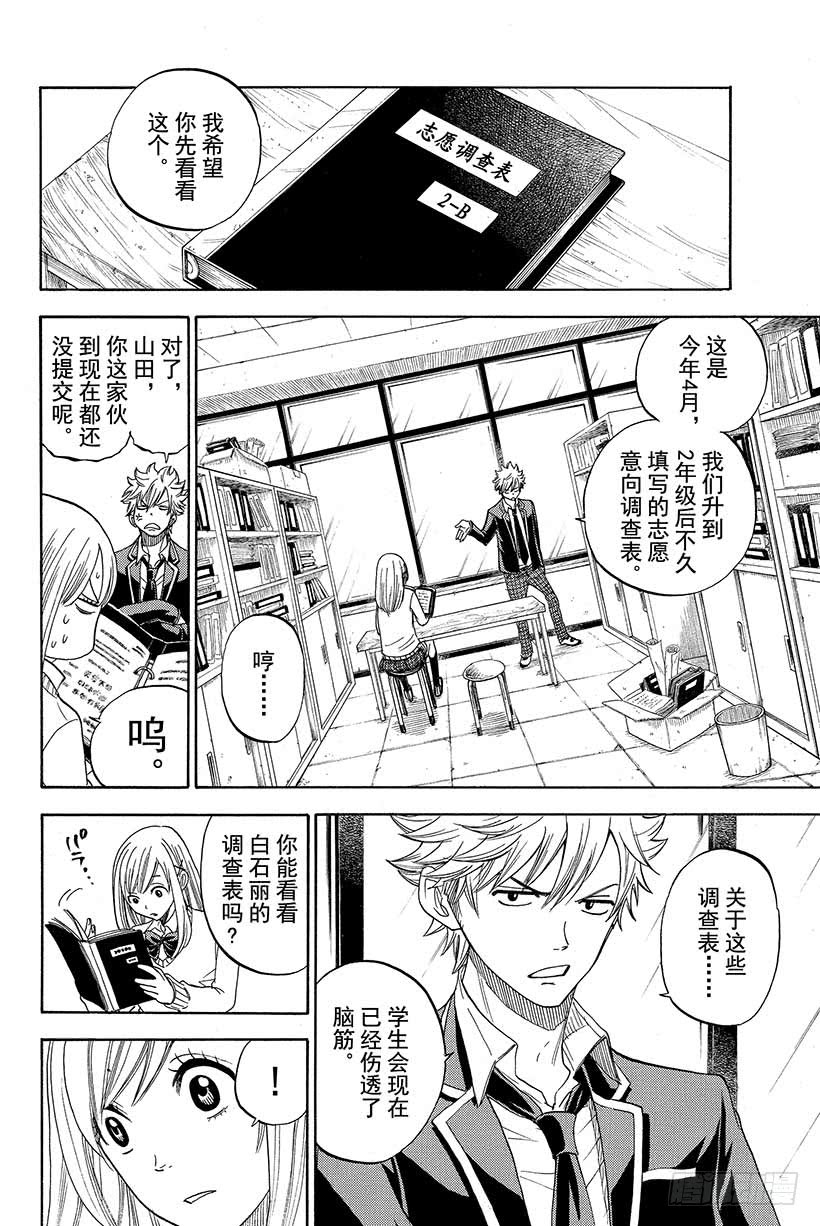 我希望
你先看看
这个。
志愿调查表
2-B
这是
今年4月，
我们升到
2年级后不久
填写的志愿
意向调查表。
哼……
对了，
山田，
你这家伙
到现在都还
没提交呢。
呜。
关于这些
调查表……
学生会现在
已经伤透了
脑筋。
你能看看
白石丽的
调查表吗？
パラ…
！